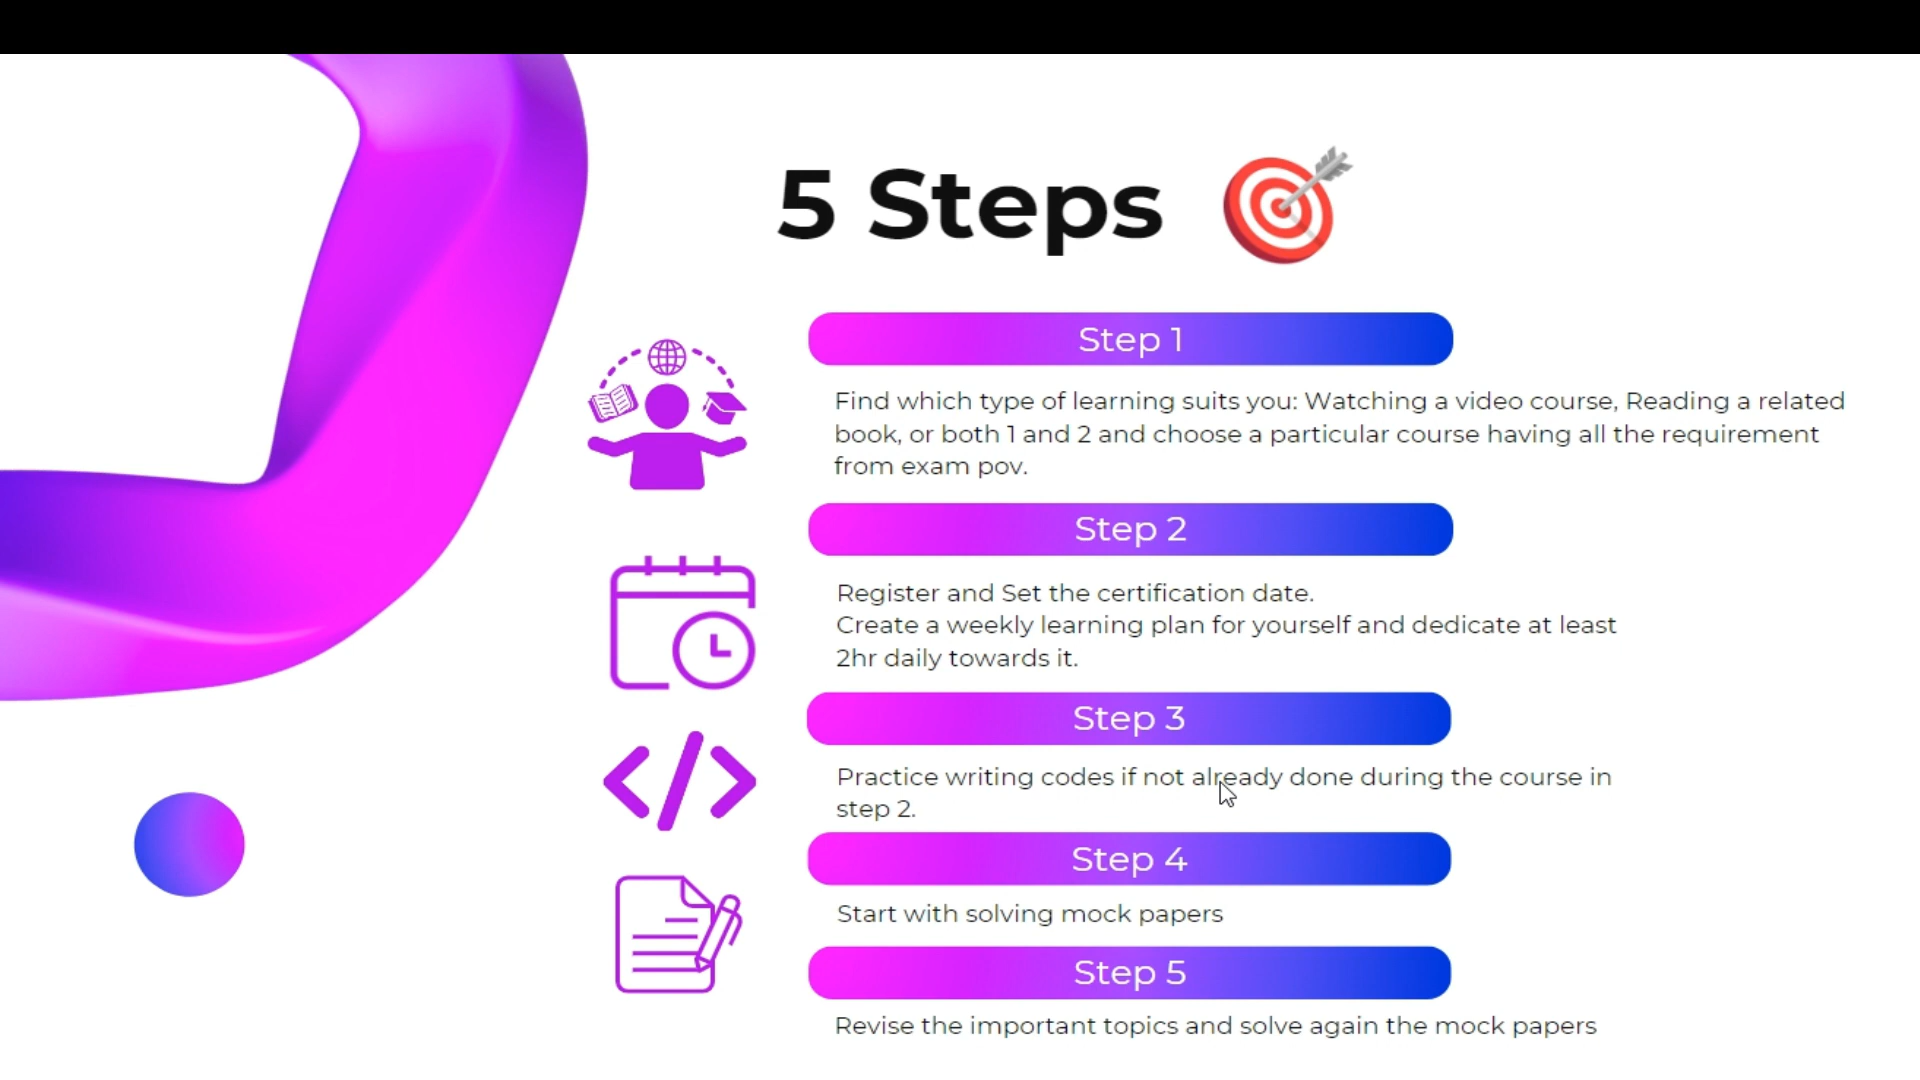 5 Steps
Step 1
Find which type of learning suits you: Watching a video course, Reading a related
book, or both 1 and 2 and choose a particular course having all the requirement
from exam pov.
Step 2
Register and Set the certification date.
Create a weekly learning plan for yourself and dedicate at least
2hr daily towards it.
Step 3
Practice writing codes if not already done during the course in
step 2.
Step 4
Start with solving mock papers
Step 5
Revise the important topics and solve again the mock papers